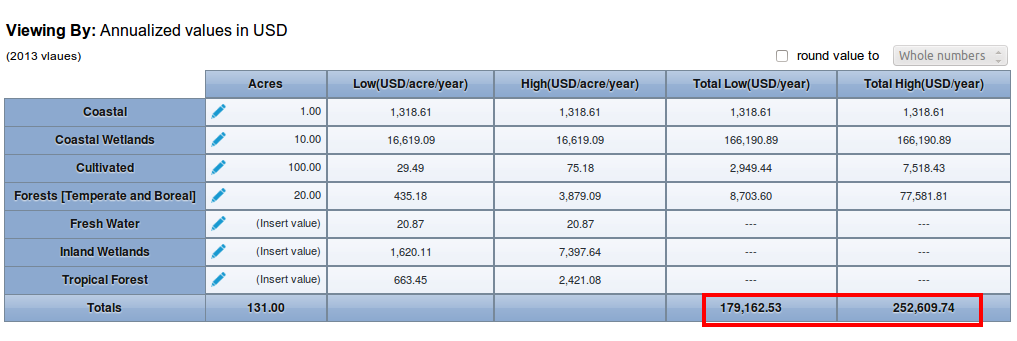 Viewing By: Annualized values in USD
(2013 vlaues)
round value to Whole numbers
Acres Low(USD/acre/year) High(USD/acre/year) Total Low(USD/year) Total High(USD/year)
Coastal 1.00 1,318.61 1,318.61 1,318.61 1,318.61
Coastal Wetlands 10.00 16,619.09 16,619.09 166,190.89 166,190.89
Cultivated 100.00 29.49 75.18 2,949.44 7,518.43
Forests [Temperate and Boreal] 20.00 435.18 3,879.09 8,703.60 77,581.81
Fresh Water (Insert value) 20.87 20.87 --- ---
Inland Wetlands (Insert value) 1,620.11 7,397.64 --- ---
Tropical Forest (Insert value) 663.45 2,421.08 --- ---
Totals 131.00 179,162.53 252,609.74